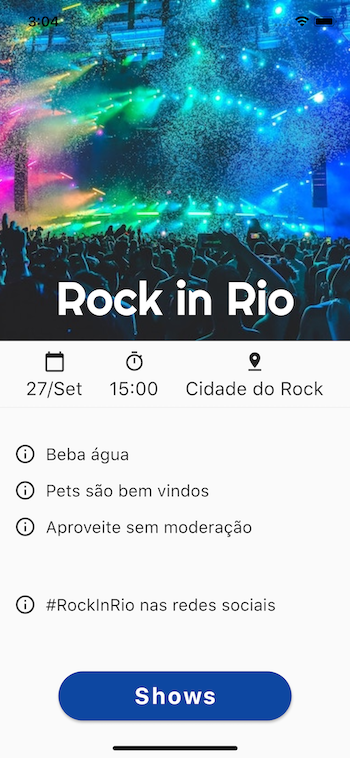 3:04
Rock in Rio
27/Set 15:00 Cidade do Rock
Beba água
Pets são bem vindos
Aproveite sem moderação
#RockInRio nas redes sociais
Shows